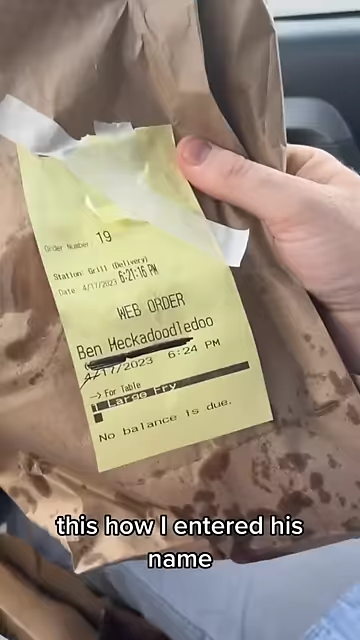 Order Number 19
Station: Grill (Delivery)
Date: 4/17/2023 6:21:16 PM
WEB ORDER
Ben Heckadoodledoo
4/17/2023 6:24 PM
--> For Table
1 Large Fry
No balance is due.
this how I entered his
name